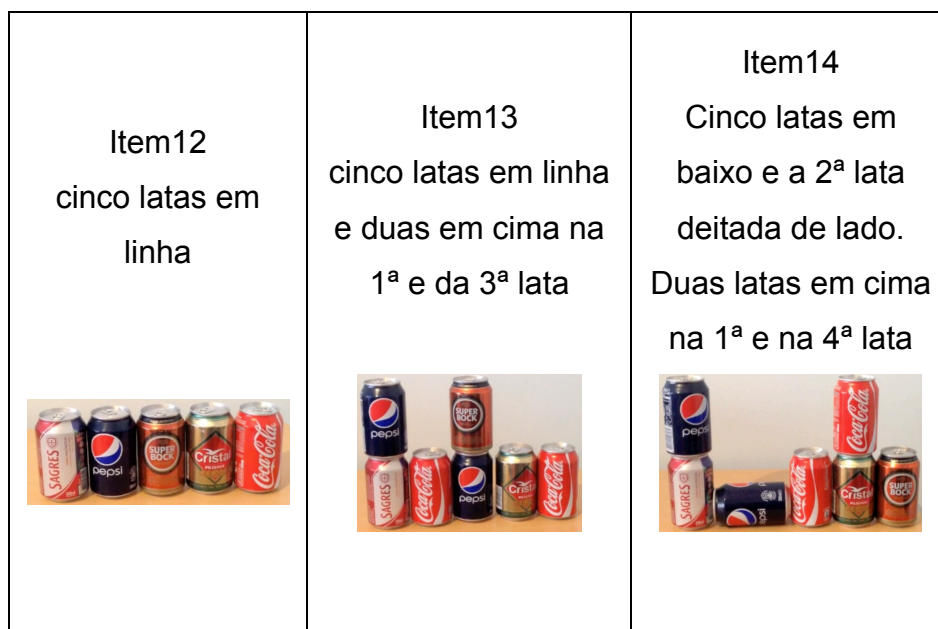 Item12
cinco latas em
linha
SAGRES
pepsi
SUPER
BOCK
Cristal
Coca-Cola
Item13
cinco latas em linha
e duas em cima na
1ª e da 3ª lata
pepsi
SUPER
BOCK
SAGRES
Coca-Cola
pepsi
Cristal
Coca-Cola
Item14
Cinco latas em
baixo e a 2ª lata
deitada de lado.
Duas latas em cima
na 1ª e na 4ª lata
pepsi
Coca-Cola
SAGRES
pepsi
Coca-Cola
Cristal
SUPER
BOCK